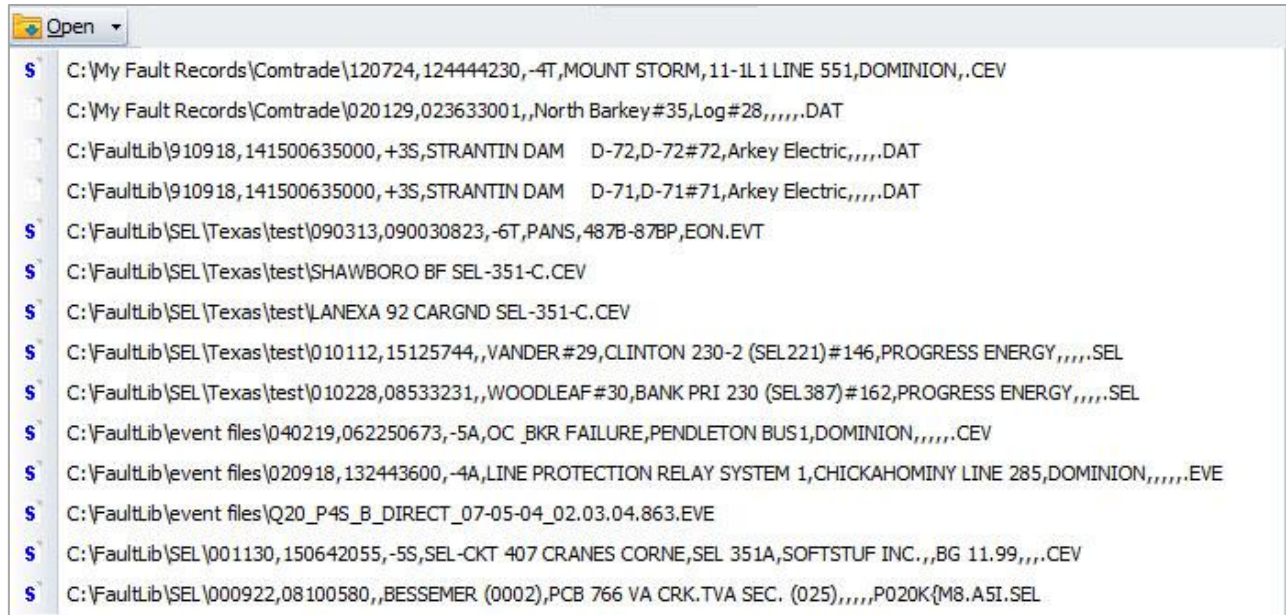 Open
S C:\My Fault Records\Comtrade\120724,124444230,-4T,MOUNT STORM,11-1L1 LINE 551,DOMINION,.CEV
C:\My Fault Records\Comtrade\020129,023633001,,North Barkey#35,Log#28,,,,,.DAT
C:\FaultLib\910918,141500635000,+3S,STRANTIN DAM    D-72,D-72#72,Arkey Electric,,,,.DAT
C:\FaultLib\910918,141500635000,+3S,STRANTIN DAM    D-71,D-71#71,Arkey Electric,,,,.DAT
S C:\FaultLib\SEL\Texas\test\090313,090030823,-6T,PANS,487B-87BP,EON.EVT
S C:\FaultLib\SEL\Texas\test\SHAWBORO BF SEL-351-C.CEV
S C:\FaultLib\SEL\Texas\test\LANEXA 92 CARGND SEL-351-C.CEV
S C:\FaultLib\SEL\Texas\test\010112,15125744,,VANDER#29,CLINTON 230-2 (SEL221)#146,PROGRESS ENERGY,,,,.SEL
S C:\FaultLib\SEL\Texas\test\010228,08533231,,WOODLEAF#30,BANK PRI 230 (SEL387)#162,PROGRESS ENERGY,,,,.SEL
S C:\FaultLib\event files\040219,062250673,-5A,OC_BKR FAILURE,PENDLETON BUS1,DOMINION,,,,,.CEV
S C:\FaultLib\event files\020918,132443600,-4A,LINE PROTECTION RELAY SYSTEM 1,CHICKAHOMINY LINE 285,DOMINION,,,,,.EVE
S C:\FaultLib\event files\Q20_P4S_B_DIRECT_07-05-04_02.03.04.863.EVE
S C:\FaultLib\SEL\001130,150642055,-5S,SEL-CKT 407 CRANES CORNE,SEL 351A,SOFTSTUF INC.,,BG 11.99,,,.CEV
S C:\FaultLib\SEL\000922,08100580,,BESSEMER (0002),PCB 766 VA CRK.TVA SEC. (025),,,,,P020K{M8.A5I.SEL